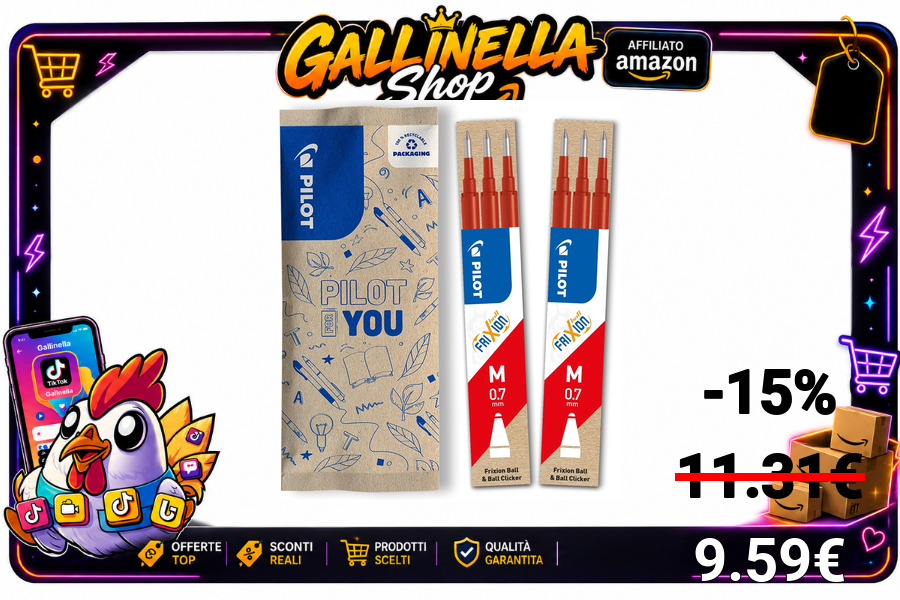 GALLINELLA
Shop
AFFILIATO
amazon
PILOT
100% RECYCLABLE
PACKAGING
A
PILOT
FOR
YOU
A
PILOT
FriXion
ball
M
0.7
mm
Frixion Ball
& Ball Clicker
PILOT
FriXion
ball
M
0.7
mm
Frixion Ball
& Ball Clicker
Gallinella
TikTok
Gallinella
-15%
11.31€
9.59€
OFFERTE
TOP
SCONTI
REALI
PRODOTTI
SCELTI
QUALITÀ
GARANTITA